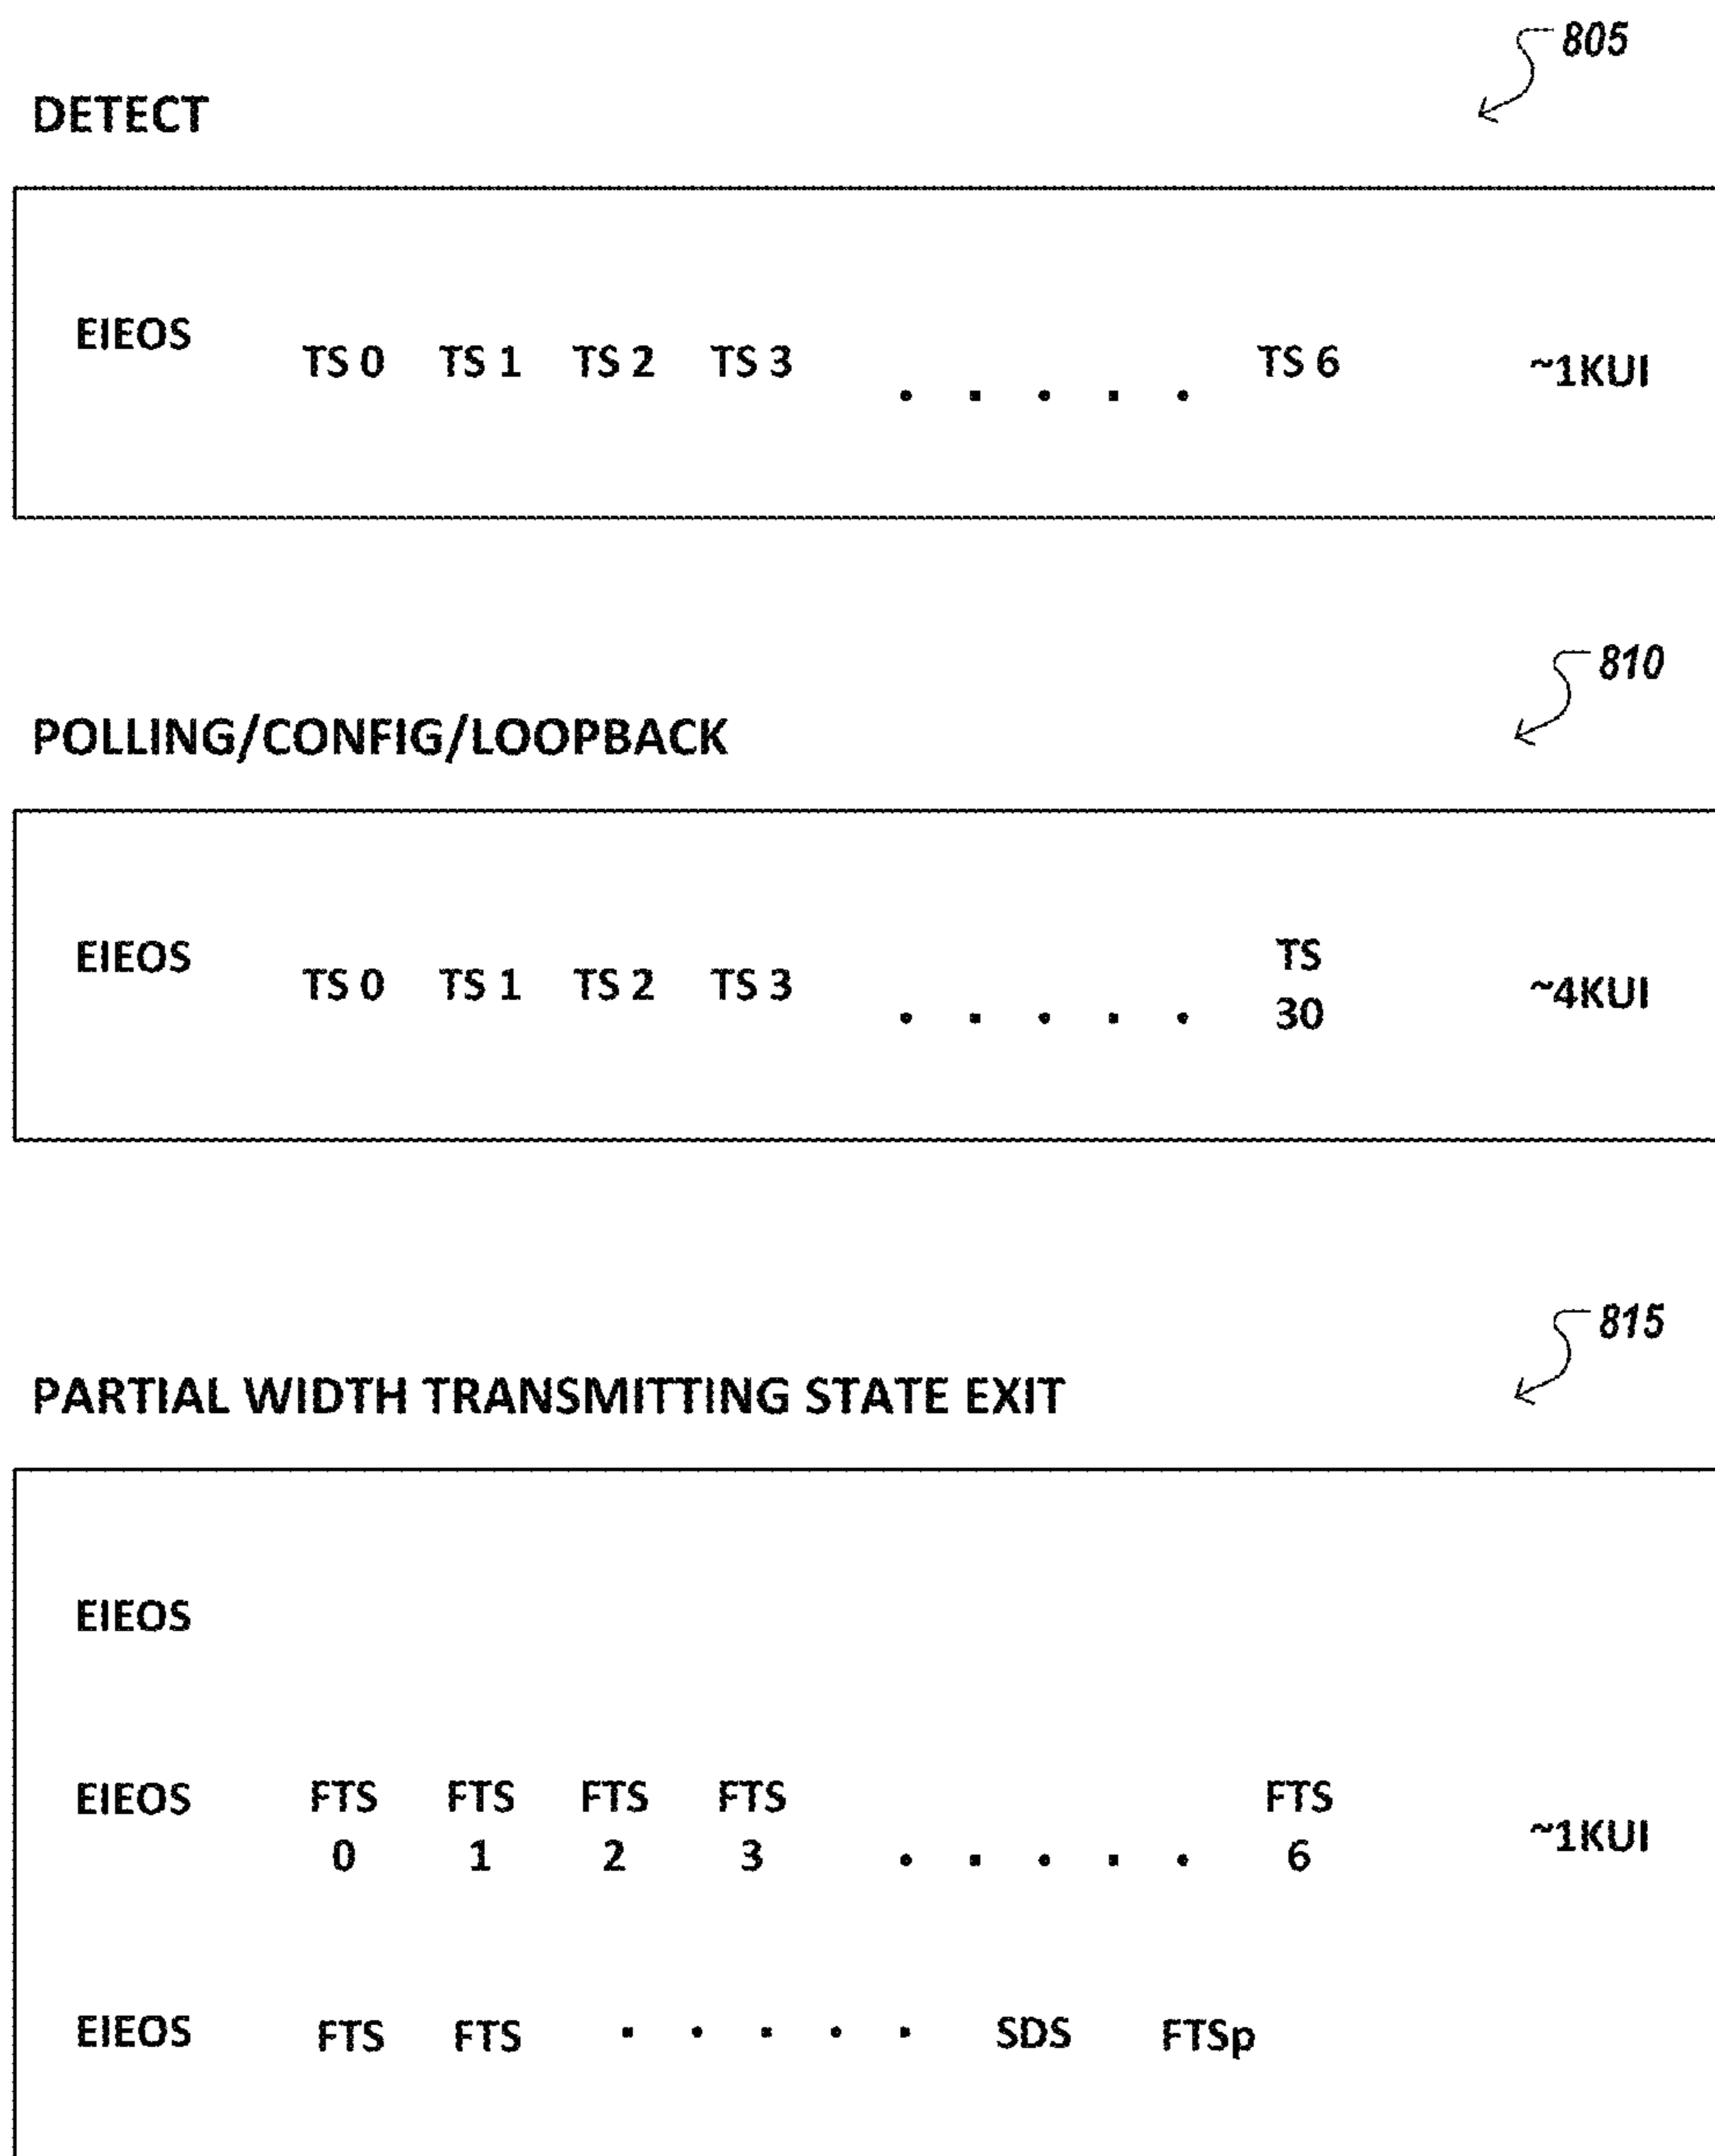 805
DETECT
EIEOS TS 0 TS 1 TS 2 TS 3 . . . . . TS 6 ~1KUI
810
POLLING/CONFIG/LOOPBACK
EIEOS TS 0 TS 1 TS 2 TS 3 . . . . . TS 30 ~4KUI
815
PARTIAL WIDTH TRANSMITTING STATE EXIT
EIEOS
EIEOS FTS 0 FTS 1 FTS 2 FTS 3 . . . . . FTS 6 ~1KUI
EIEOS FTS FTS . . . . . SDS FTSp